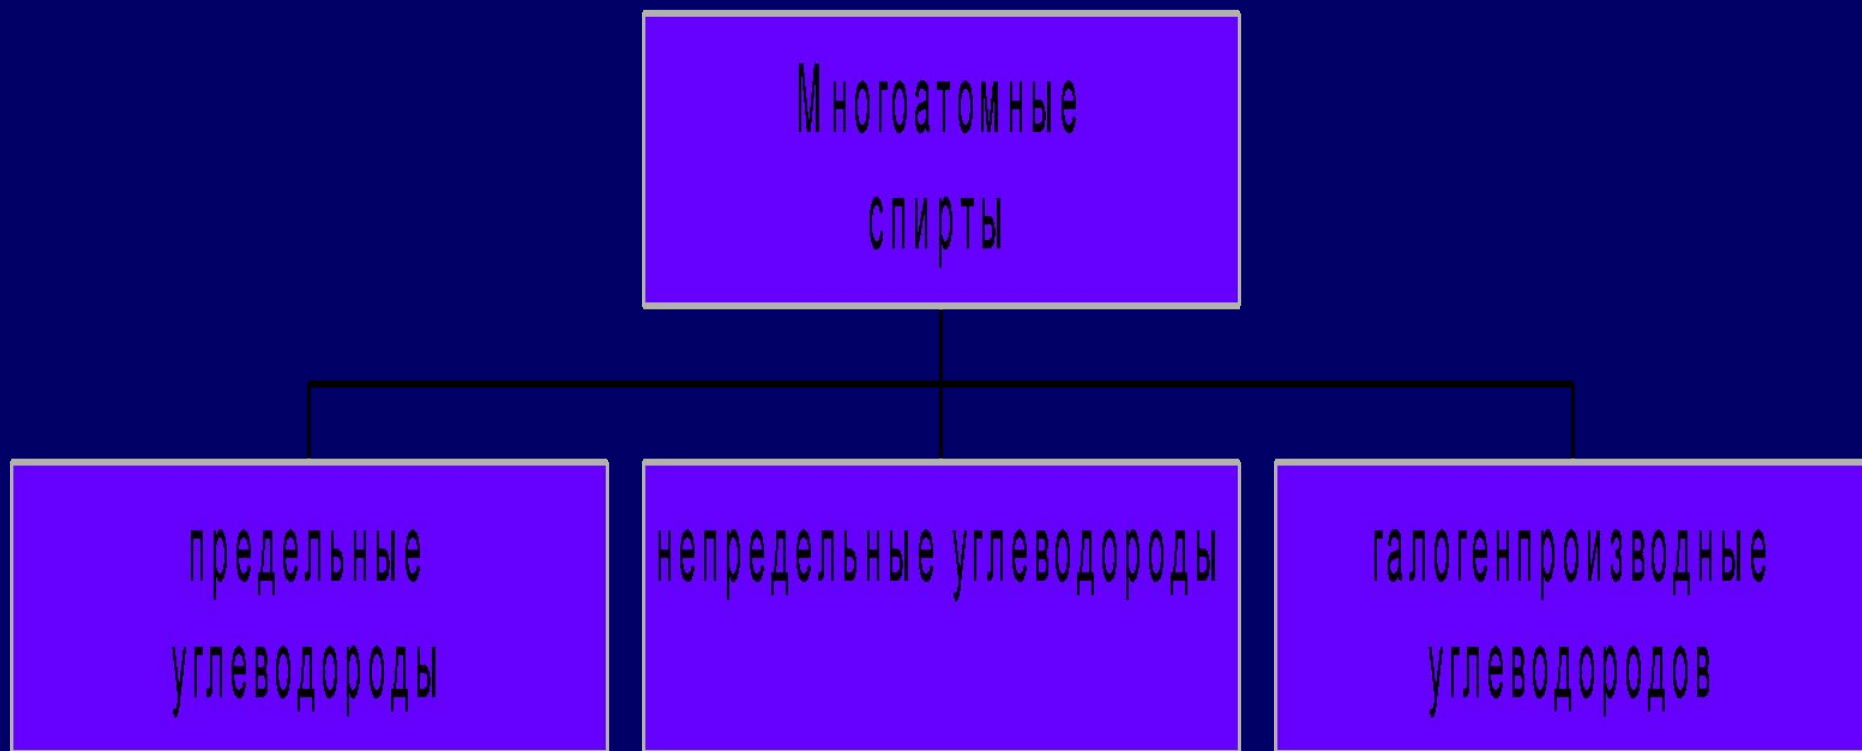 Многоатомные
спирты
предельные
углеводороды
непредельные углеводороды
галогенпроизводные
углеводородов